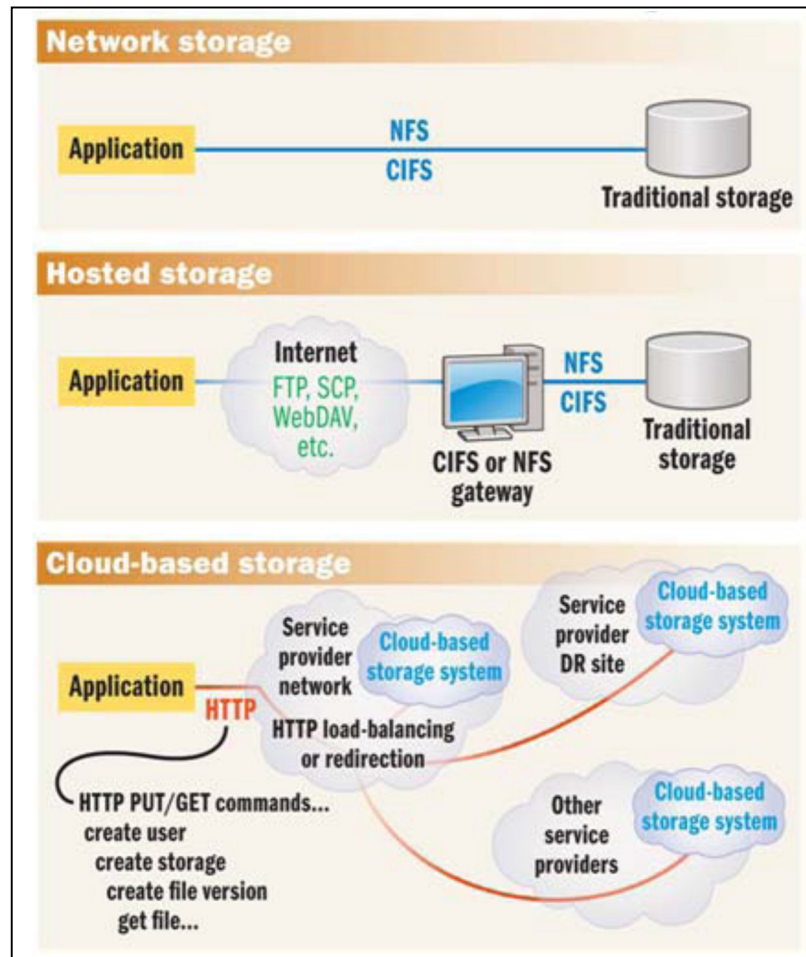 Network storage
Application
NFS
CIFS
Traditional storage
Hosted storage
Application
Internet
FTP, SCP,
WebDAV,
etc.
CIFS or NFS
gateway
NFS
CIFS
Traditional
storage
Cloud-based storage
Application
HTTP
Service
provider
network
Cloud-based
storage system
HTTP load-balancing
or redirection
Service
provider
DR site
Cloud-based
storage system
HTTP PUT/GET commands...
create user
create storage
create file version
get file...
Other
service
providers
Cloud-based
storage system